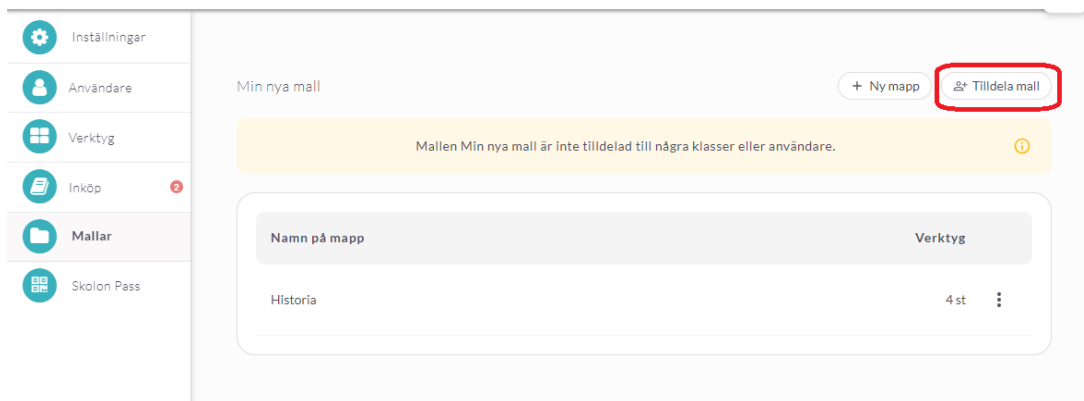 Inställningar
Användare
Verktyg
Inköp 2
Mallar
Skolon Pass
Min nya mall
+ Ny mapp
Tilldela mall
Mallen Min nya mall är inte tilldelad till några klasser eller användare.
Namn på mapp Verktyg
Historia 4 st